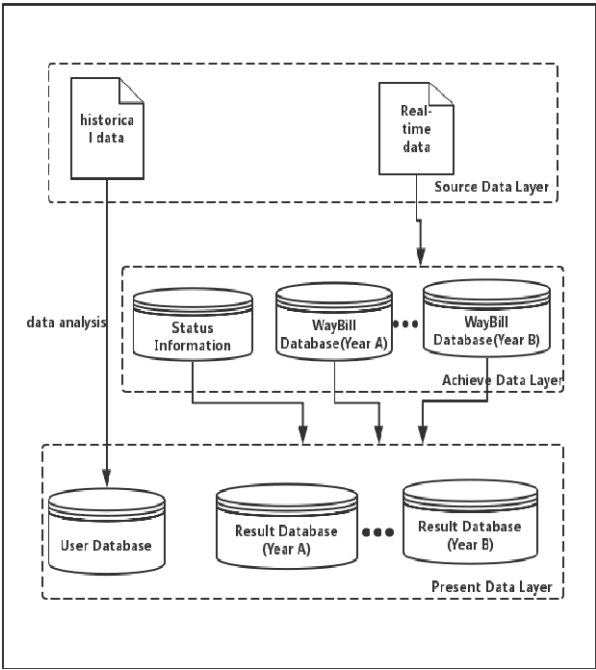 historica
l data
Real-
time
data
Source Data Layer
data analysis
Status
Information
WayBill
Database(Year A)
WayBill
Database(Year B)
Achieve Data Layer
User Database
Result Database
(Year A)
Result Database
(Year B)
Present Data Layer